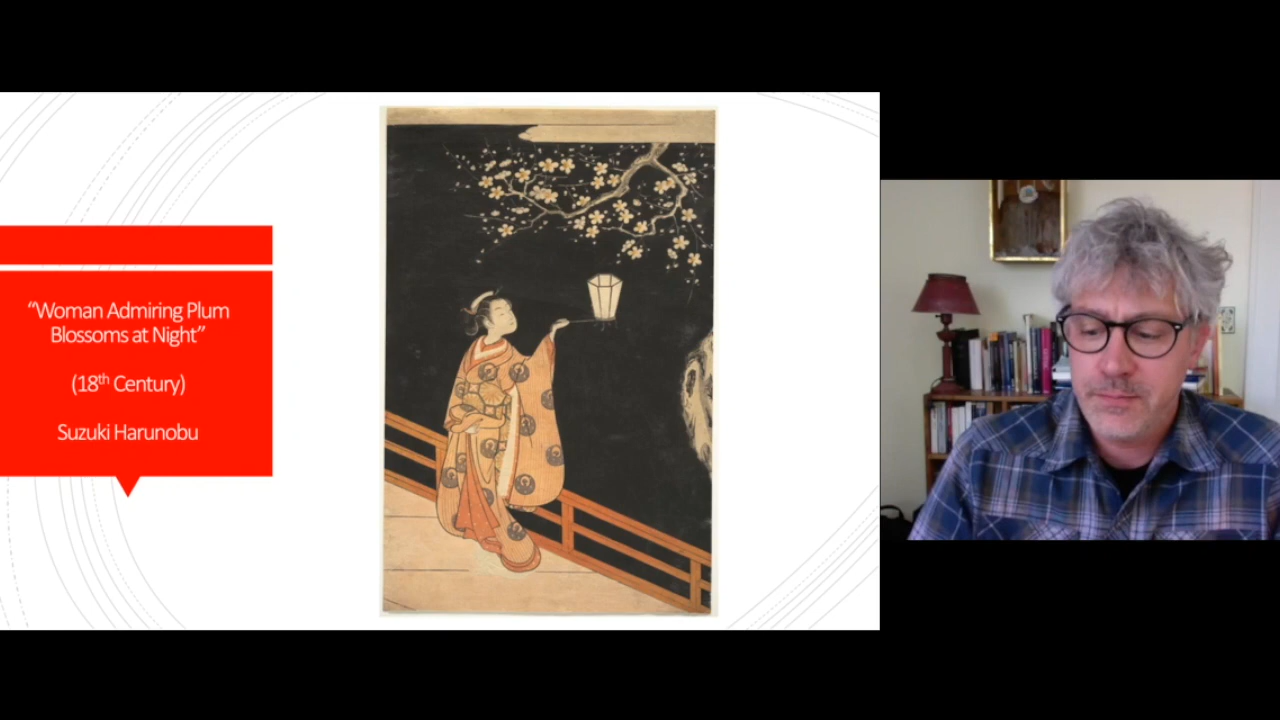 “Woman Admiring Plum
Blossoms at Night”
(18th Century)
Suzuki Harunobu